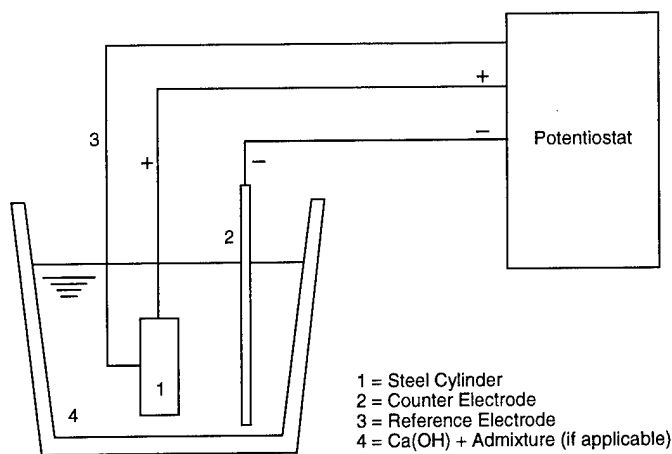 +
3
+
−
−
Potentiostat
2
1
4
1 = Steel Cylinder
2 = Counter Electrode
3 = Reference Electrode
4 = Ca(OH) + Admixture (if applicable)